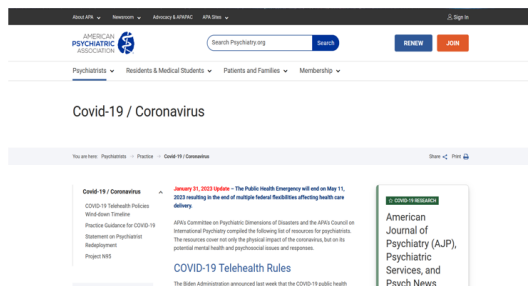 About APA Newsroom Advocacy & APAPAC APA Sites Sign In
AMERICAN
PSYCHIATRIC
ASSOCIATION
Search Psychiatry.org Search RENEW JOIN
Psychiatrists Residents & Medical Students Patients and Families Membership
Covid-19 / Coronavirus
You are here: Psychiatrists Practice Covid-19 / Coronavirus Share Print
Covid-19 / Coronavirus
COVID-19 Telehealth Policies
Wind-down Timeline
Practice Guidance for COVID-19
Statement on Psychiatrist
Redeployment
Project N95
January 31, 2023 Update – The Public Health Emergency will end on May 11,
2023 resulting in the end of multiple federal flexibilities affecting health care
delivery.
APA's Committee on Psychiatric Dimensions of Disasters and the APA's Council on
International Psychiatry compiled the following list of resources for psychiatrists.
The resources cover not only the physical impact of the coronavirus, but on its
potential mental health and psychosocial issues and responses.
COVID-19 Telehealth Rules
The Biden Administration announced last week that the COVID-19 public health
COVID-19 RESEARCH
American
Journal of
Psychiatry (AJP),
Psychiatric
Services, and
Psych News